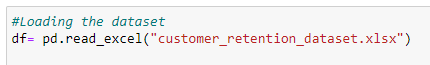 #Loading the dataset
df= pd.read_excel("customer_retention_dataset.xlsx")